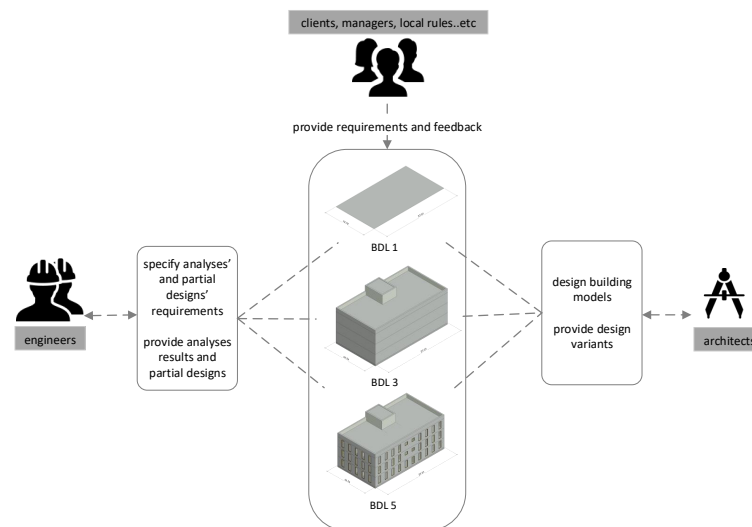 clients, managers, local rules..etc
provide requirements and feedback
BDL 1
specify analyses'
and partial
designs'
requirements
provide analyses
results and
partial designs
engineers
BDL 3
design building
models
provide design
variants
architects
BDL 5